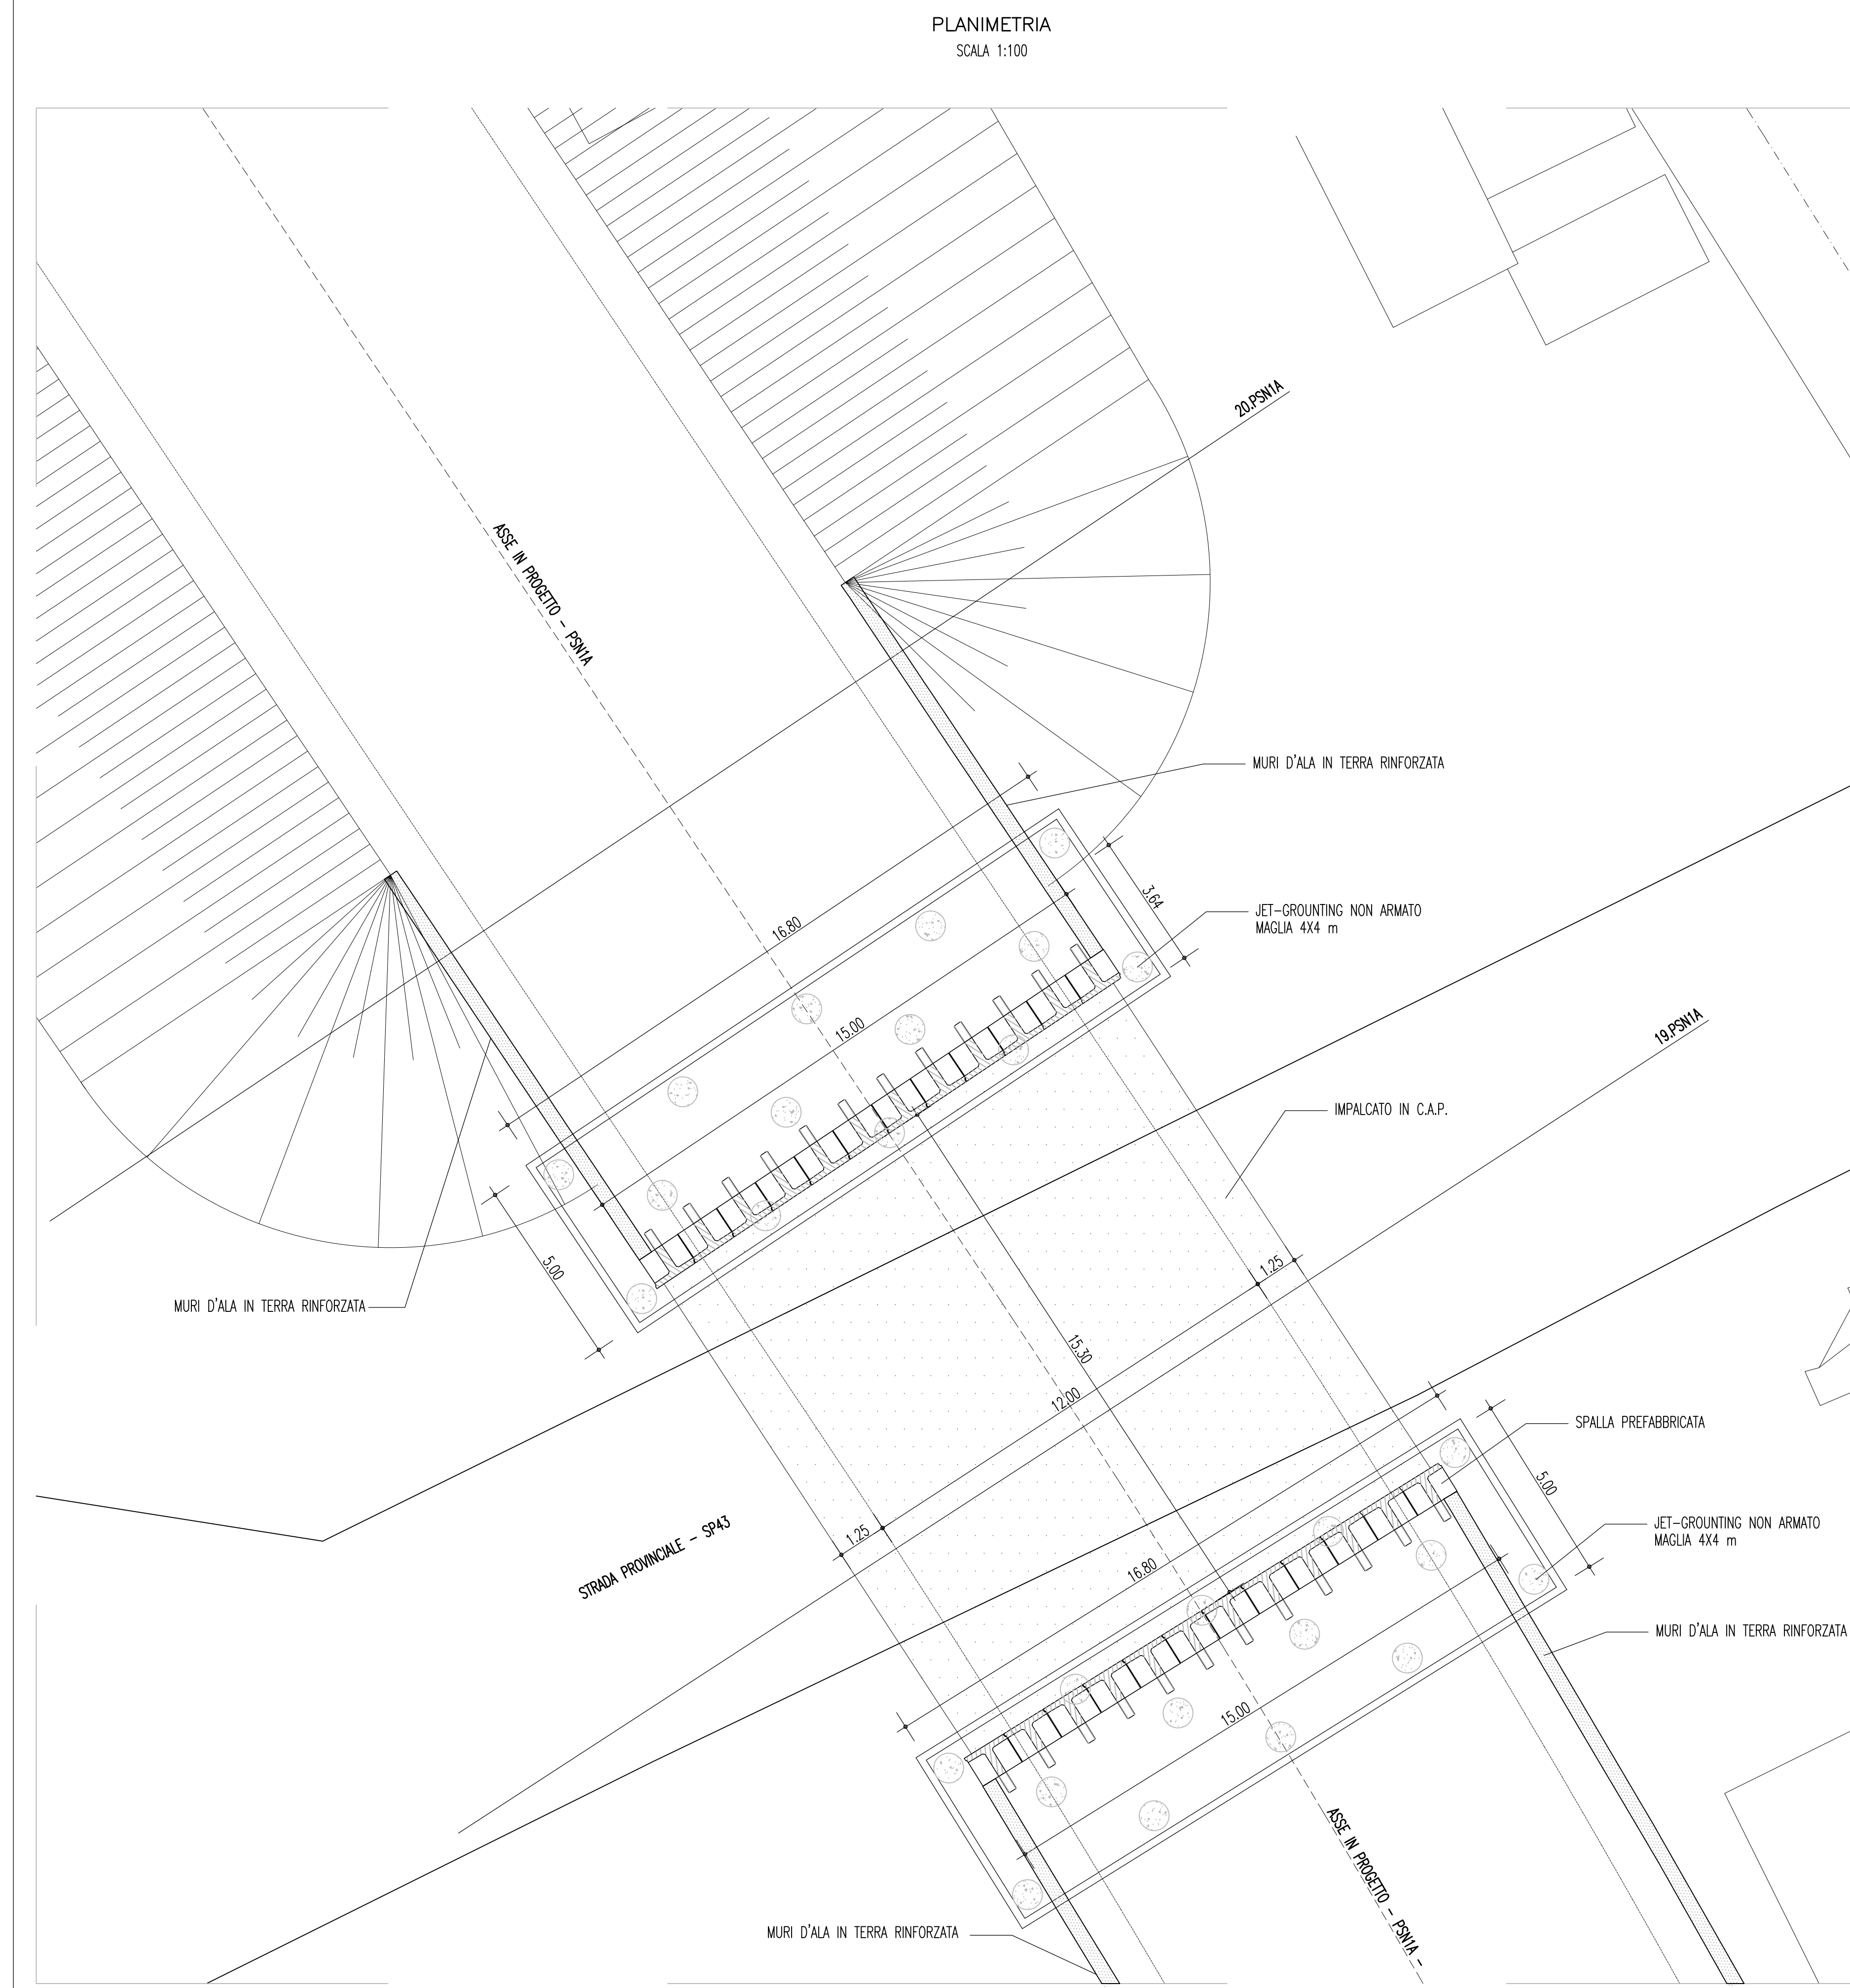 PLANIMETRIA
SCALA 1:100
20.PSN1A
ASSE IN PROGETTO - PSN1A
MURI D'ALA IN TERRA RINFORZATA
3.64
JET-GROUNTING NON ARMATO
MAGLIA 4X4 m
16.80
15.00
19.PSN1A
IMPALCATO IN C.A.P.
5.00
1.25
MURI D'ALA IN TERRA RINFORZATA
15.30
12.00
SPALLA PREFABBRICATA
5.00
STRADA PROVINCIALE - SP43
1.25
JET-GROUNTING NON ARMATO
MAGLIA 4X4 m
16.80
MURI D'ALA IN TERRA RINFORZATA
15.00
ASSE IN PROGETTO - PSN1A -
MURI D'ALA IN TERRA RINFORZATA